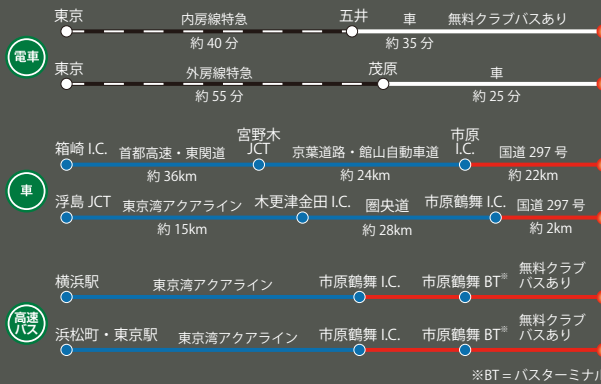 電車
東京 内房線特急 五井 車 無料クラブバスあり
約 40 分 約 35 分
東京 外房線特急 茂原 車
約 55 分 約 25 分
車
箱崎 I.C. 首都高速・東関道 宮野木 JCT 京葉道路・館山自動車道 市原 I.C. 国道 297 号
約 36km 約 24km 約 22km
浮島 JCT 東京湾アクアライン 木更津金田 I.C. 圏央道 市原鶴舞 I.C. 国道 297 号
約 15km 約 28km 約 2km
高速
バス
横浜駅 東京湾アクアライン 市原鶴舞 I.C. 市原鶴舞 BT※ 無料クラブ
バスあり
浜松町・東京駅 東京湾アクアライン 市原鶴舞 I.C. 市原鶴舞 BT※ 無料クラブ
バスあり
※BT = バスターミナル